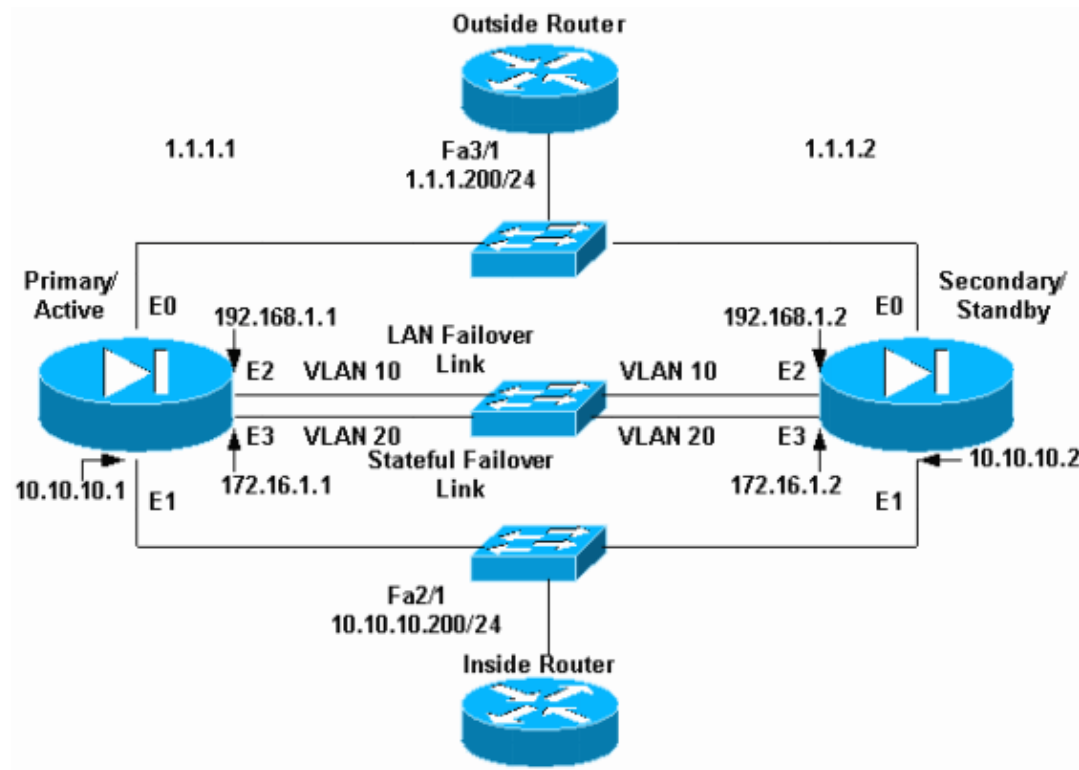 Outside Router
1.1.1.1
Fa3/1
1.1.1.200/24
1.1.1.2
Primary/
Active
E0
192.168.1.1
LAN Failover
Link
192.168.1.2
E0
Secondary/
Standby
E2
VLAN 10
VLAN 10
E2
E3
VLAN 20
VLAN 20
E3
Stateful Failover
Link
10.10.10.1
172.16.1.1
172.16.1.2
10.10.10.2
E1
E1
Fa2/1
10.10.10.200/24
Inside Router